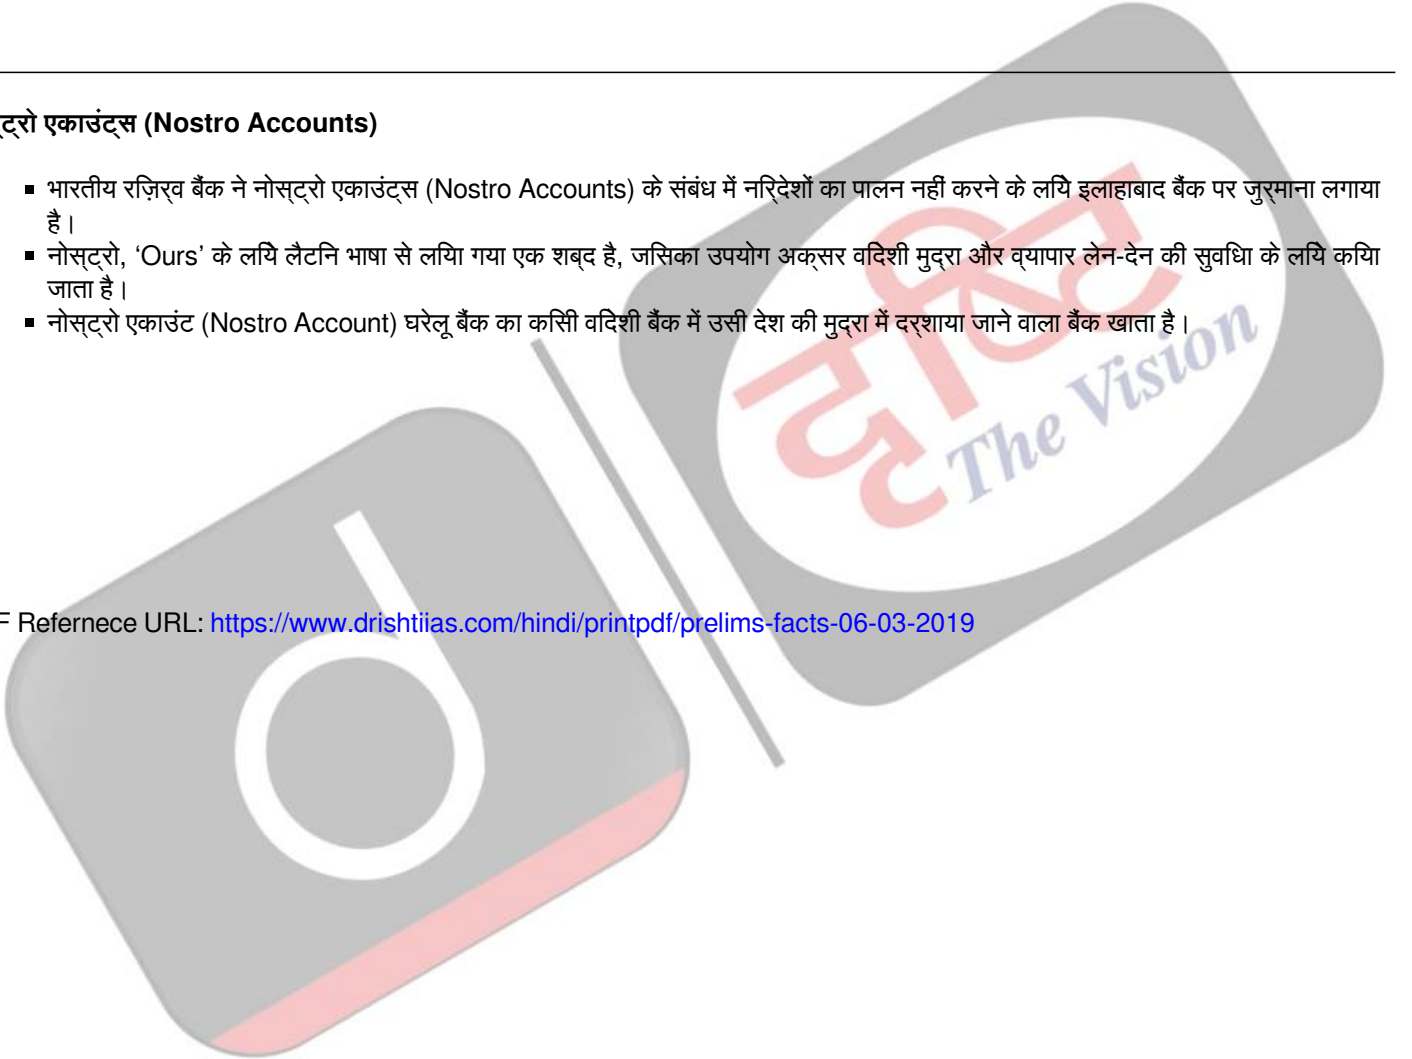 स्ट्रो एकाउंट्स (Nostro Accounts)
भारतीय रिज़र्व बैंक ने नोस्ट्रो एकाउंट्स (Nostro Accounts) के संबंध में निर्देशों का पालन नहीं करने के लिये इलाहाबाद बैंक पर जुर्माना लगाया
है।
नोस्ट्रो, ‘Ours’ के लिये लैटिन भाषा से लिया गया एक शब्द है, जिसका उपयोग अक्सर विदेशी मुद्रा और व्यापार लेन-देन की सुविधा के लिये किया
जाता है।
नोस्ट्रो एकाउंट (Nostro Account) घरेलू बैंक का किसी विदेशी बैंक में उसी देश की मुद्रा में दर्शाया जाने वाला बैंक खाता है।
दृष्टि
The Vision
d
F Refernece URL: https://www.drishtiias.com/hindi/printpdf/prelims-facts-06-03-2019